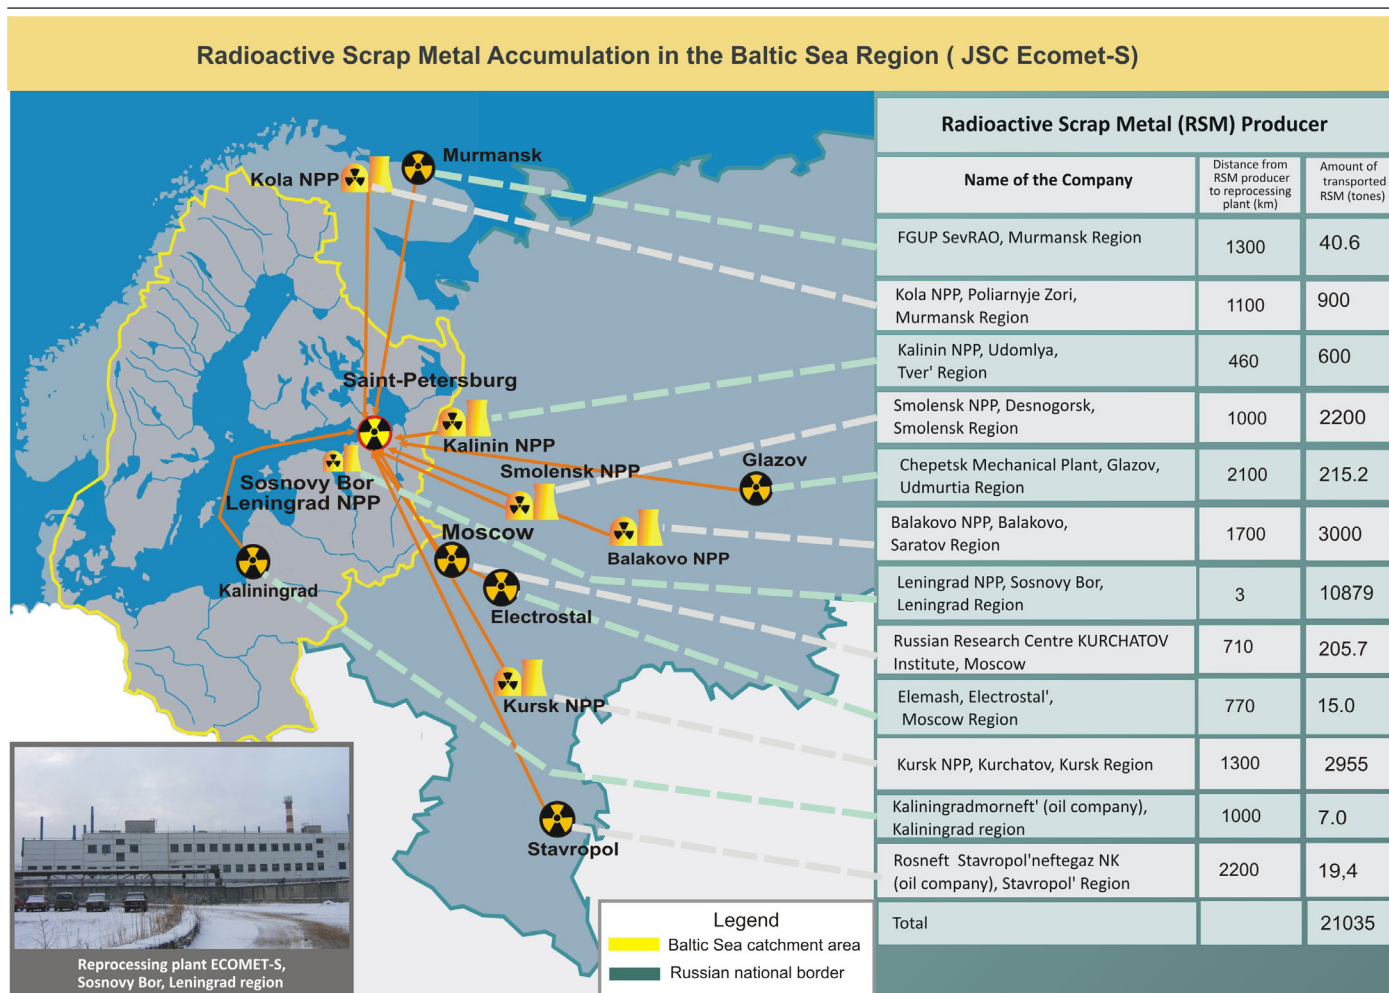 Radioactive Scrap Metal Accumulation in the Baltic Sea Region ( JSC Ecomet-S)
Murmansk
Kola NPP
Saint-Petersburg
Kalinin NPP
Smolensk NPP
Glazov
Sosnovy Bor
Leningrad NPP
Moscow
Balakovo NPP
Kaliningrad
Electrostal
Kursk NPP
Stavropol
Reprocessing plant ECOMET-S,
Sosnovy Bor, Leningrad region
Legend
Baltic Sea catchment area
Russian national border
Radioactive Scrap Metal (RSM) Producer
Name of the Company
Distance from
RSM producer
to reprocessing
plant (km)
Amount of
transported
RSM (tones)
FGUP SevRAO, Murmansk Region
1300
40.6
Kola NPP, Poliarnyje Zori,
Murmansk Region
1100
900
Kalinin NPP, Udomlya,
Tver' Region
460
600
Smolensk NPP, Desnogorsk,
Smolensk Region
1000
2200
Chepetsk Mechanical Plant, Glazov,
Udmurtia Region
2100
215.2
Balakovo NPP, Balakovo,
Saratov Region
1700
3000
Leningrad NPP, Sosnovy Bor,
Leningrad Region
3
10879
Russian Research Centre KURCHATOV
Institute, Moscow
710
205.7
Elemash, Electrostal',
Moscow Region
770
15.0
Kursk NPP, Kurchatov, Kursk Region
1300
2955
Kaliningradmorneft' (oil company),
Kaliningrad region
1000
7.0
Rosneft Stavropol'neftegaz NK
(oil company), Stavropol' Region
2200
19,4
Total
21035